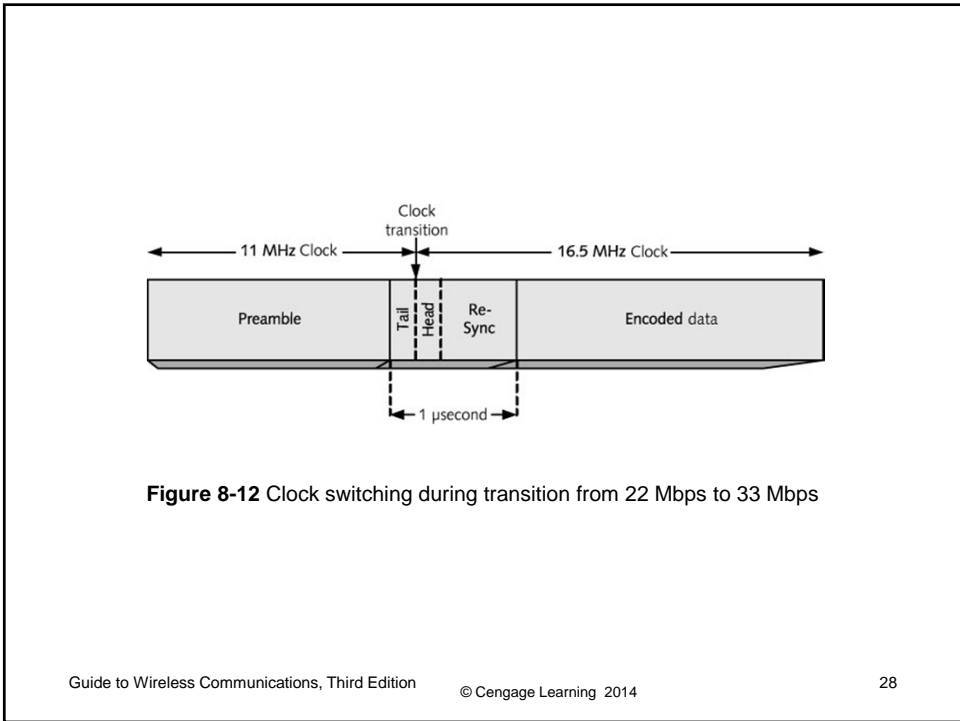 Clock
transition
11 MHz Clock
16.5 MHz Clock
Preamble
Tail
Head
Re-
Sync
Encoded data
1 µsecond
Figure 8-12 Clock switching during transition from 22 Mbps to 33 Mbps
Guide to Wireless Communications, Third Edition
© Cengage Learning 2014
28